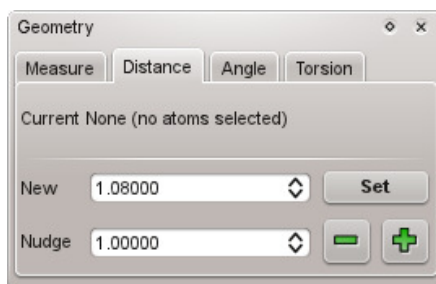 Geometry
Measure Distance Angle Torsion
Current None (no atoms selected)
New 1.08000 Set
Nudge 1.00000